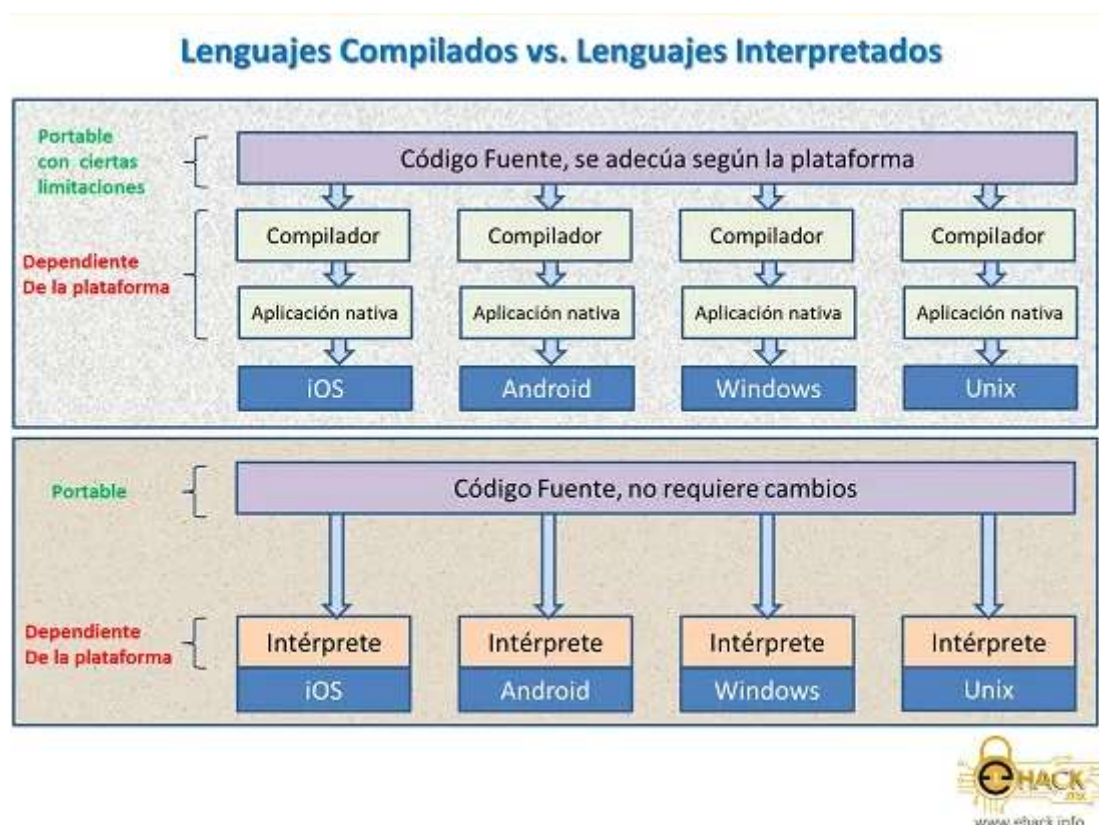 Lenguajes Compilados vs. Lenguajes Interpretados
Portable
con ciertas
limitaciones
Código Fuente, se adecúa según la plataforma
Dependiente
De la plataforma
Compilador Compilador Compilador Compilador
Aplicación nativa Aplicación nativa Aplicación nativa Aplicación nativa
iOS Android Windows Unix
Portable
Código Fuente, no requiere cambios
Dependiente
De la plataforma
Intérprete Intérprete Intérprete Intérprete
iOS Android Windows Unix
eHACK
.mx
www.ehack.info